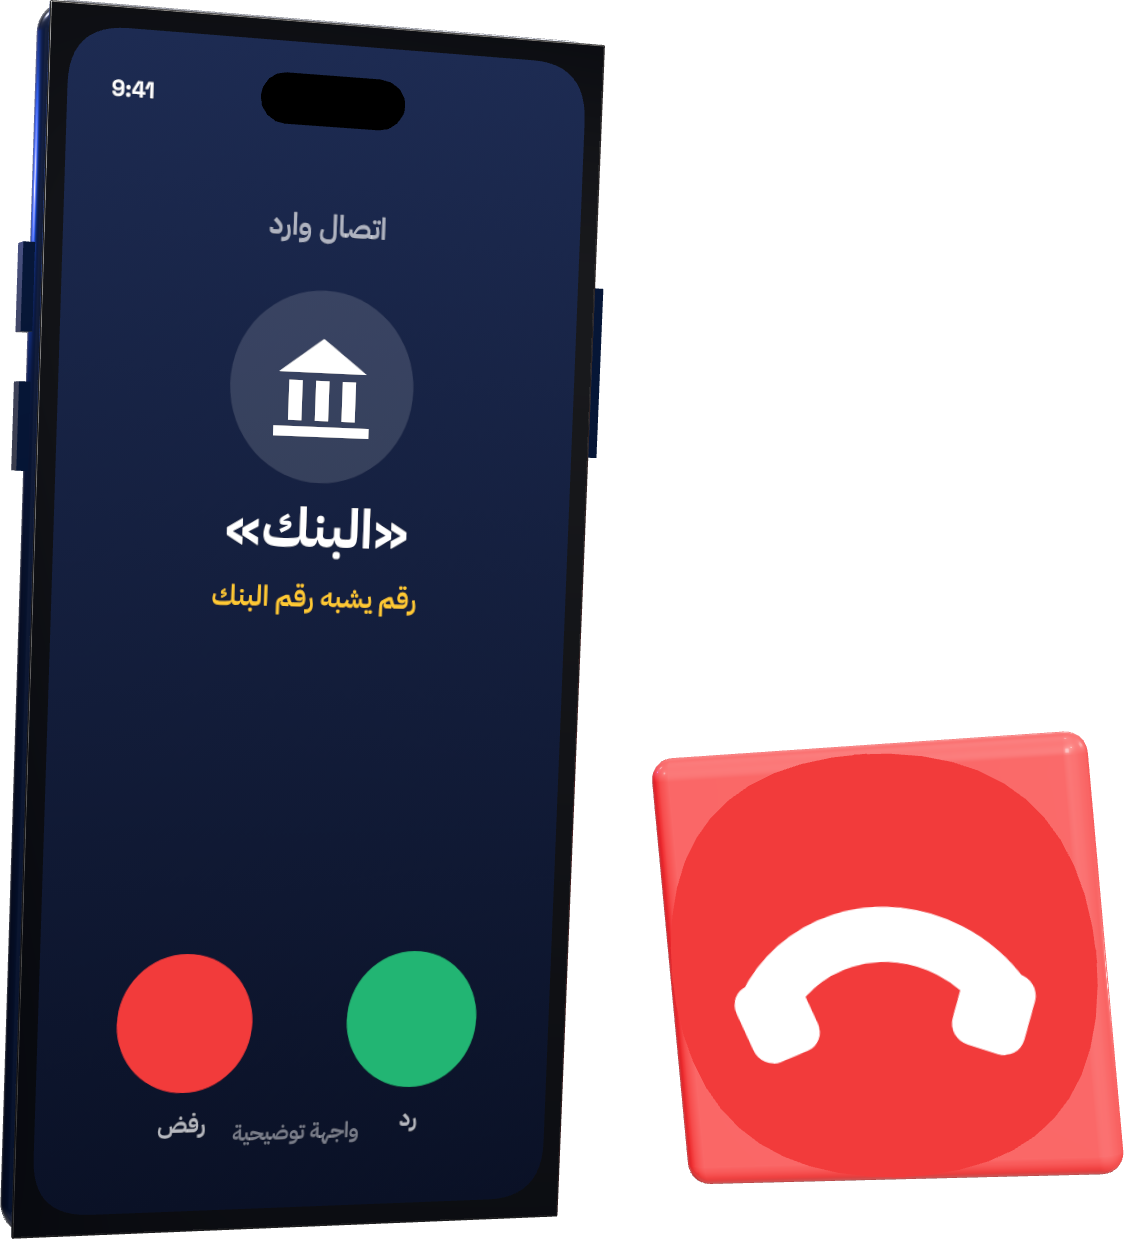 9:41
اتصال وارد
«البنك»
رقم يشبه رقم البنك
رد
واجهة توضيحية
رفض